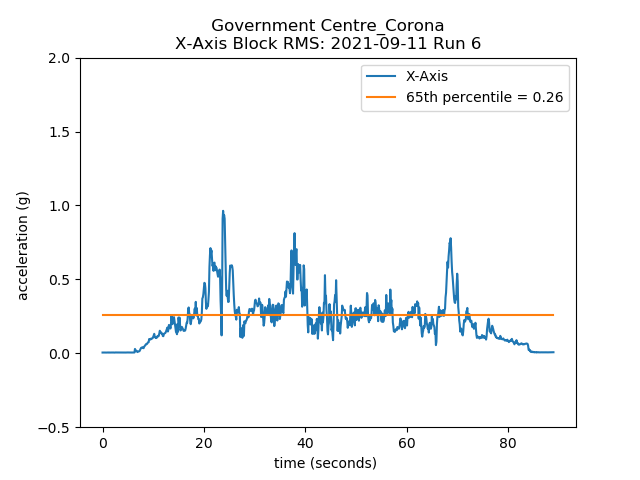 Government Centre_Corona
X-Axis Block RMS: 2021-09-11 Run 6
X-Axis
65th percentile = 0.26
2.0
1.5
1.0
0.5
0.0
−0.5
acceleration (g)
0 20 40 60 80
time (seconds)